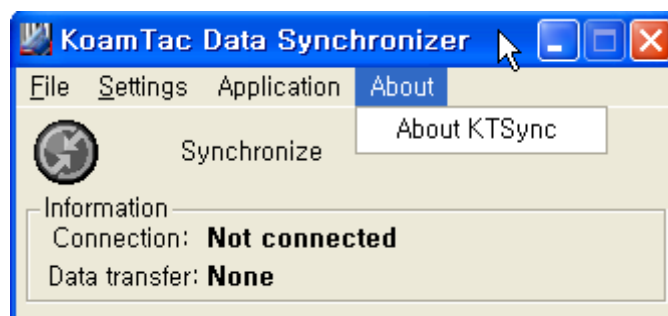 KoamTac Data Synchronizer
File Settings Application About
About KTSync
Synchronize
Information
Connection: Not connected
Data transfer: None